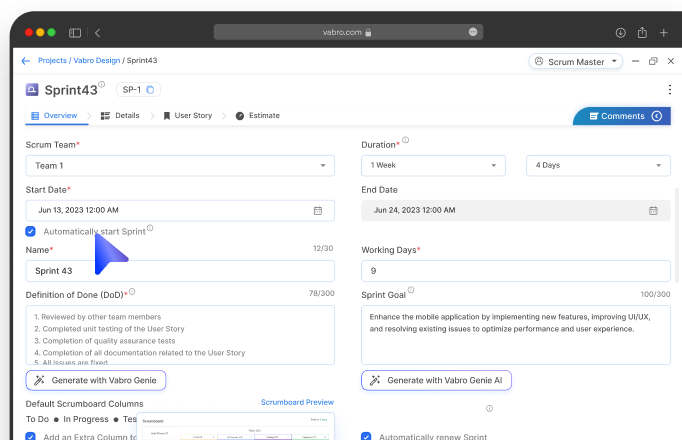 vabro.com
Projects / Vabro Design / Sprint43
Scrum Master
Sprint43
SP-1
Overview
Details
User Story
Estimate
Comments
Scrum Team*
Duration*
Team 1
1 Week
4 Days
Start Date*
End Date
Jun 13, 2023 12:00 AM
Jun 24, 2023 12:00 AM
Automatically start Sprint
Name*
12/30
Working Days*
Sprint 43
9
Definition of Done (DoD)*
78/300
Sprint Goal
100/300
1. Reviewed by other team members
2. Completed unit testing of the User Story
3. Completion of quality assurance tests
4. Completion of all documentation related to the User Story
5. All issues are fixed
Enhance the mobile application by implementing new features, improving UI/UX,
and resolving existing issues to optimize performance and user experience.
Generate with Vabro Genie
Generate with Vabro Genie AI
Default Scrumboard Columns
Scrumboard Preview
To Do ● In Progress ● Tes
Scrumboard
Add an Extra Column to
Automatically renew Sprint